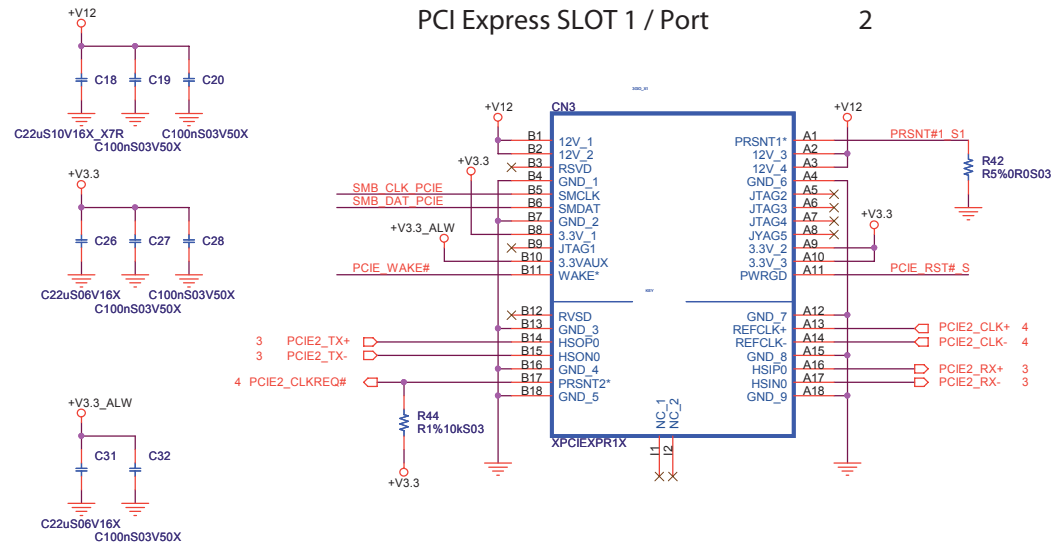 PCI Express SLOT 1 / Port 2
+V12
C18 C19 C20
C22uS10V16X_X7R C100nS03V50X
C100nS03V50X
+V3.3
C26 C27 C28
C22uS06V16X C100nS03V50X
C100nS03V50X
+V3.3_ALW
C31 C32
C22uS06V16X
C100nS03V50X
CN3
+V12 +V12
B1 12V_1 PRSNT1* A1 PRSNT#1_S1
B2 12V_2 12V_3 A2
+V3.3 B3 RSVD 12V_4 A3
R42
R5%0R0S03
B4 GND_1 GND_6 A4
SMB_CLK_PCIE B5 SMCLK JTAG2 A5
SMB_DAT_PCIE B6 SMDAT JTAG3 A6
B7 GND_2 JTAG4 A7
+V3.3
+V3.3_ALW B8 3.3V_1 JYAG5 A8
B9 JTAG1 3.3V_2 A9
B10 3.3VAUX 3.3V_3 A10
PCIE_WAKE# B11 WAKE* PWRGD A11 PCIE_RST#_S
B12 RVSD GND_7 A12
B13 GND_3 REFCLK+ A13 PCIE2_CLK+ 4
3 PCIE2_TX+ B14 HSOP0 REFCLK- A14 PCIE2_CLK- 4
3 PCIE2_TX- B15 HSON0 GND_8 A15
B16 GND_4 HSIP0 A16 PCIE2_RX+ 3
4 PCIE2_CLKREQ# B17 PRSNT2* HSIN0 A17 PCIE2_RX- 3
B18 GND_5 GND_9 A18
R44
R1%10kS03
+V3.3
NC_1 NC_2
XPCIEXPR1X
I1 I2